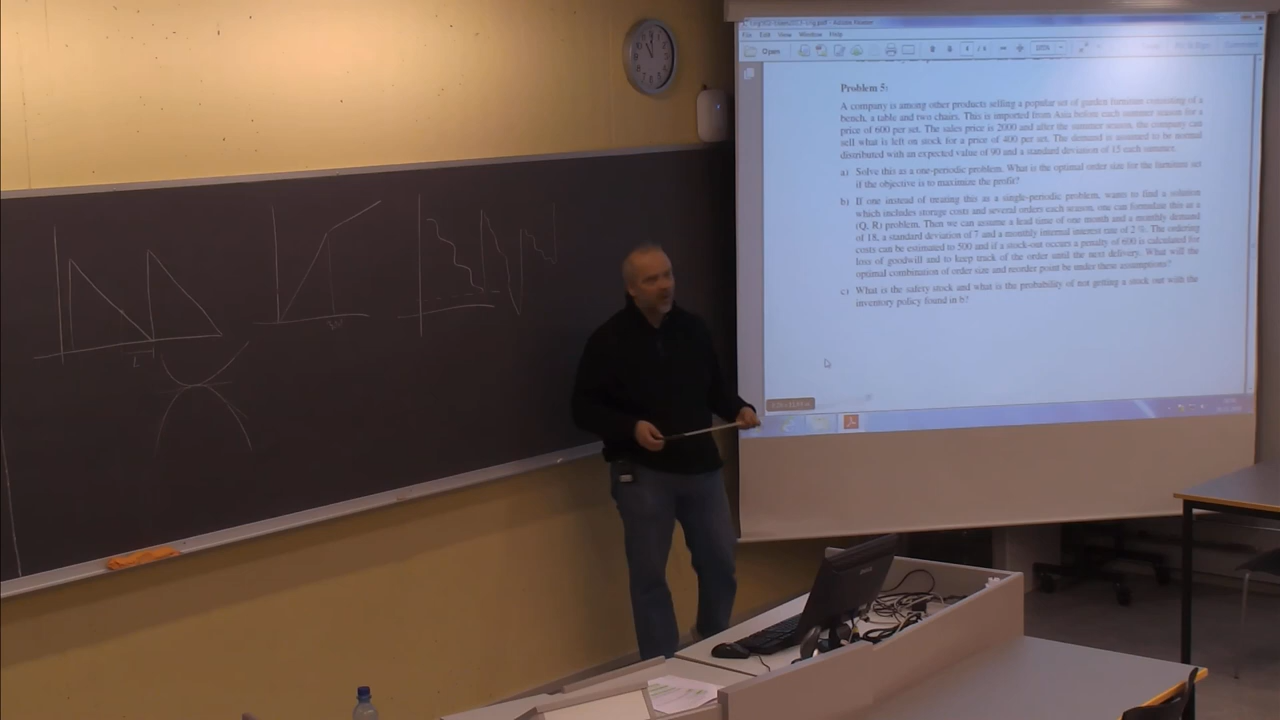 File Edit View Window Help
Open
Problem 5:
A company is among other products selling a popular set of garden furniture consisting of a
bench, a table and two chairs. This is imported from Asia before each summer season for a
price of 600 per set. The sales price is 2000 and after the summer season, the company can
sell what is left on stock for a price of 400 per set. The demand is assumed to be normal
distributed with an expected value of 90 and a standard deviation of 15 each summer.
a) Solve this as a one-periodic problem. What is the optimal order size for the furniture set
if the objective is to maximize the profit?
b) If one instead of treating this as a single-periodic problem, wants to find a solution
which includes storage costs and several orders each season, one can formulate this as a
(Q, R) problem. Then we can assume a lead time of one month and a monthly demand
of 18, a standard deviation of 7 and a monthly internal interest rate of 2 %. The ordering
costs can be estimated to 500 and if a stock-out occurs a penalty of 600 is calculated for
loss of goodwill and to keep track of the order until the next delivery. What will the
optimal combination of order size and reorder point be under these assumptions?
c) What is the safety stock and what is the probability of not getting a stock out with the
inventory policy found in b?